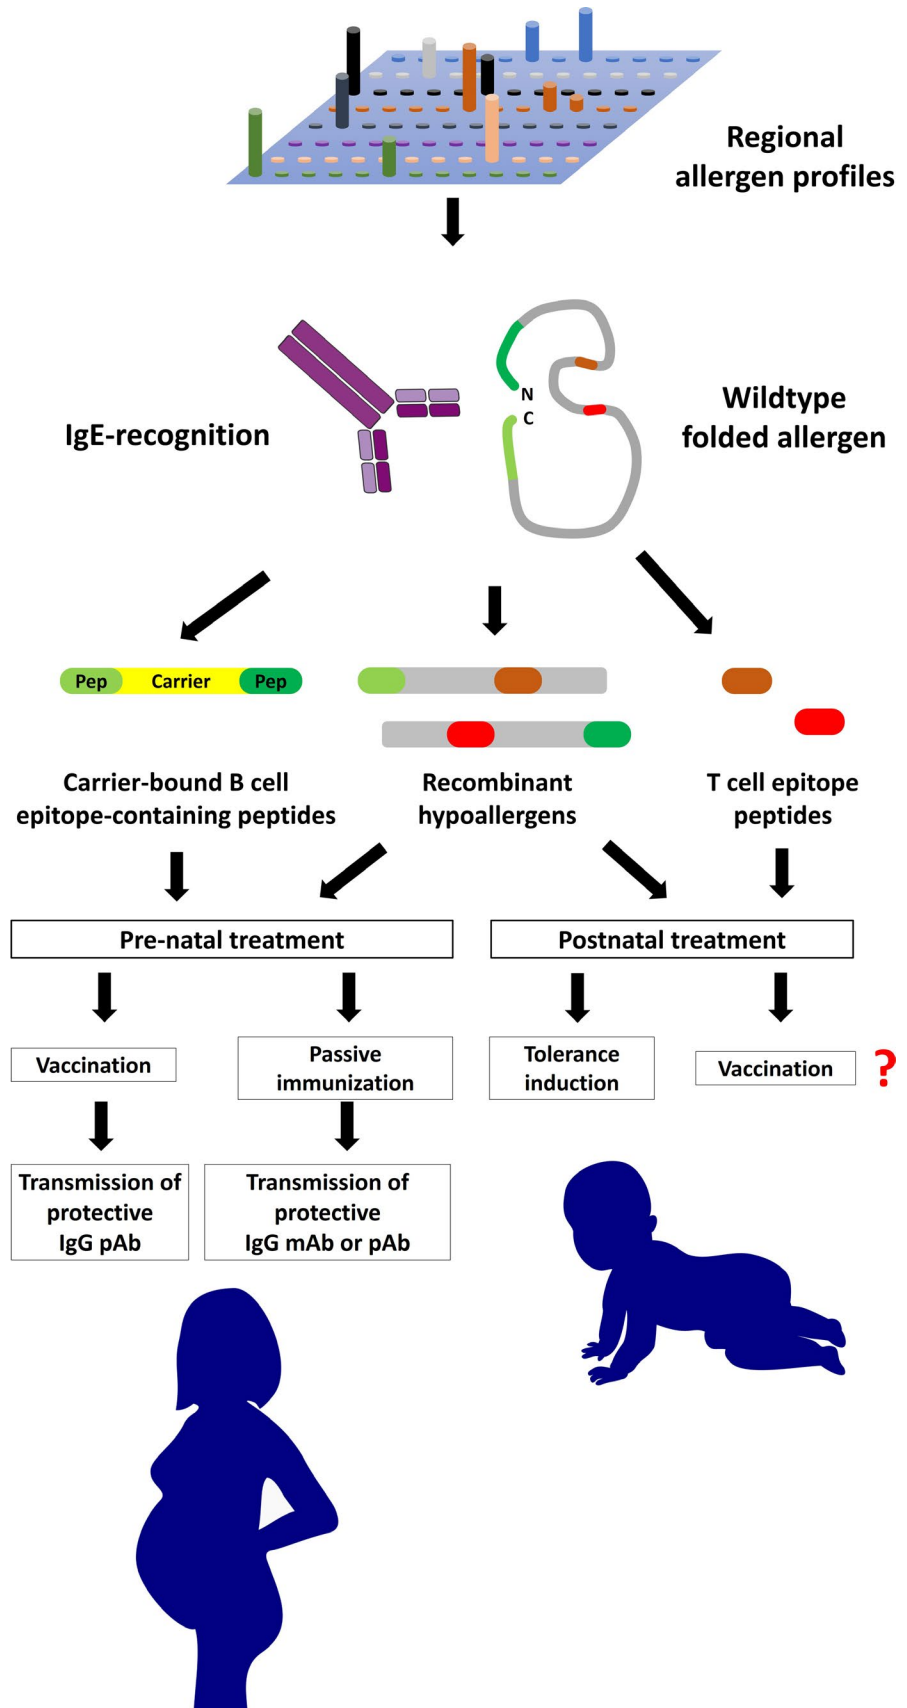 Regional
allergen profiles
IgE-recognition
N
C
Wildtype
folded allergen
Pep Carrier Pep
Carrier-bound B cell
epitope-containing peptides
Recombinant
hypoallergens
T cell epitope
peptides
Pre-natal treatment
Postnatal treatment
Vaccination
Passive
immunization
Tolerance
induction
Vaccination ?
Transmission of
protective
IgG pAb
Transmission of
protective
IgG mAb or pAb